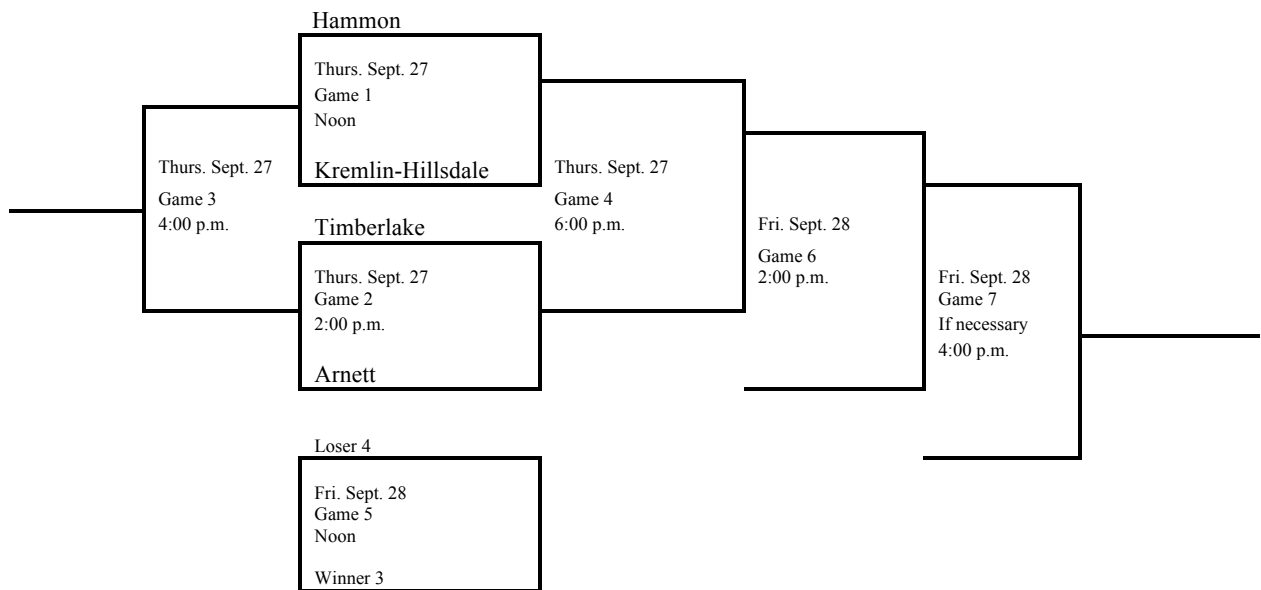 Hammon
Thurs. Sept. 27
Game 1
Noon
Kremlin-Hillsdale
Thurs. Sept. 27
Game 3
4:00 p.m.
Thurs. Sept. 27
Game 4
6:00 p.m.
Timberlake
Thurs. Sept. 27
Game 2
2:00 p.m.
Arnett
Fri. Sept. 28
Game 6
2:00 p.m.
Fri. Sept. 28
Game 7
If necessary
4:00 p.m.
Loser 4
Fri. Sept. 28
Game 5
Noon
Winner 3